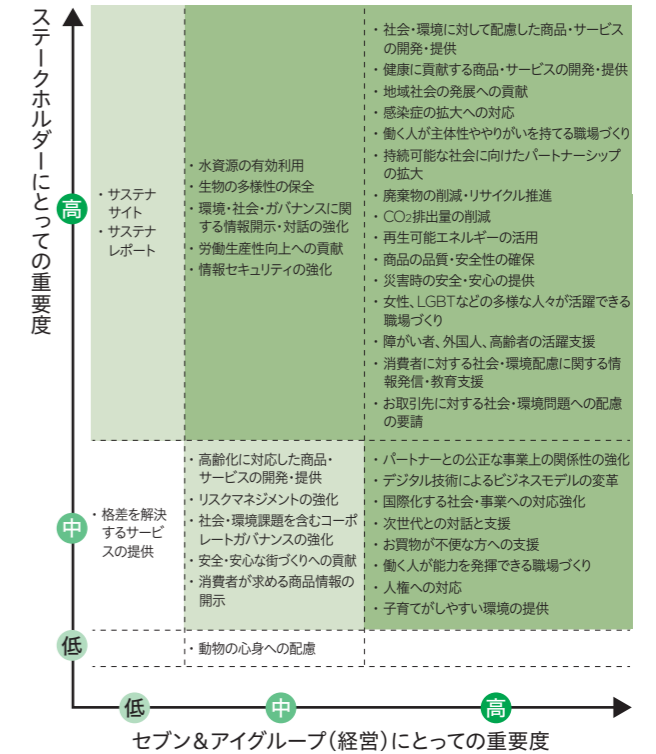 ステークホルダーにとっての重要度
高
・サステナ
サイト
・サステナ
レポート
・水資源の有効利用
・生物の多様性の保全
・環境・社会・ガバナンスに関
する情報開示・対話の強化
・労働生産性向上への貢献
・情報セキュリティの強化
・社会・環境に対して配慮した商品・サービス
の開発・提供
・健康に貢献する商品・サービスの開発・提供
・地域社会の発展への貢献
・感染症の拡大への対応
・働く人が主体性ややりがいを持てる職場づくり
・持続可能な社会に向けたパートナーシップ
の拡大
・廃棄物の削減・リサイクル推進
・CO2排出量の削減
・再生可能エネルギーの活用
・商品の品質・安全性の確保
・災害時の安全・安心の提供
・女性、LGBTなどの多様な人々が活躍できる
職場づくり
・障がい者、外国人、高齢者の活躍支援
・消費者に対する社会・環境配慮に関する情
報発信・教育支援
・お取引先に対する社会・環境問題への配慮
の要請
中
・格差を解決
するサービ
スの提供
・高齢化に対応した商品・
サービスの開発・提供
・リスクマネジメントの強化
・社会・環境課題を含むコーポ
レートガバナンスの強化
・安全・安心な街づくりへの貢献
・消費者が求める商品情報の
開示
・パートナーとの公正な事業上の関係性の強化
・デジタル技術によるビジネスモデルの変革
・国際化する社会・事業への対応強化
・次世代との対話と支援
・お買物が不便な方への支援
・働く人が能力を発揮できる職場づくり
・人権への対応
・子育てがしやすい環境の提供
低
・動物の心身への配慮
低
中
高
セブン&アイグループ（経営）にとっての重要度